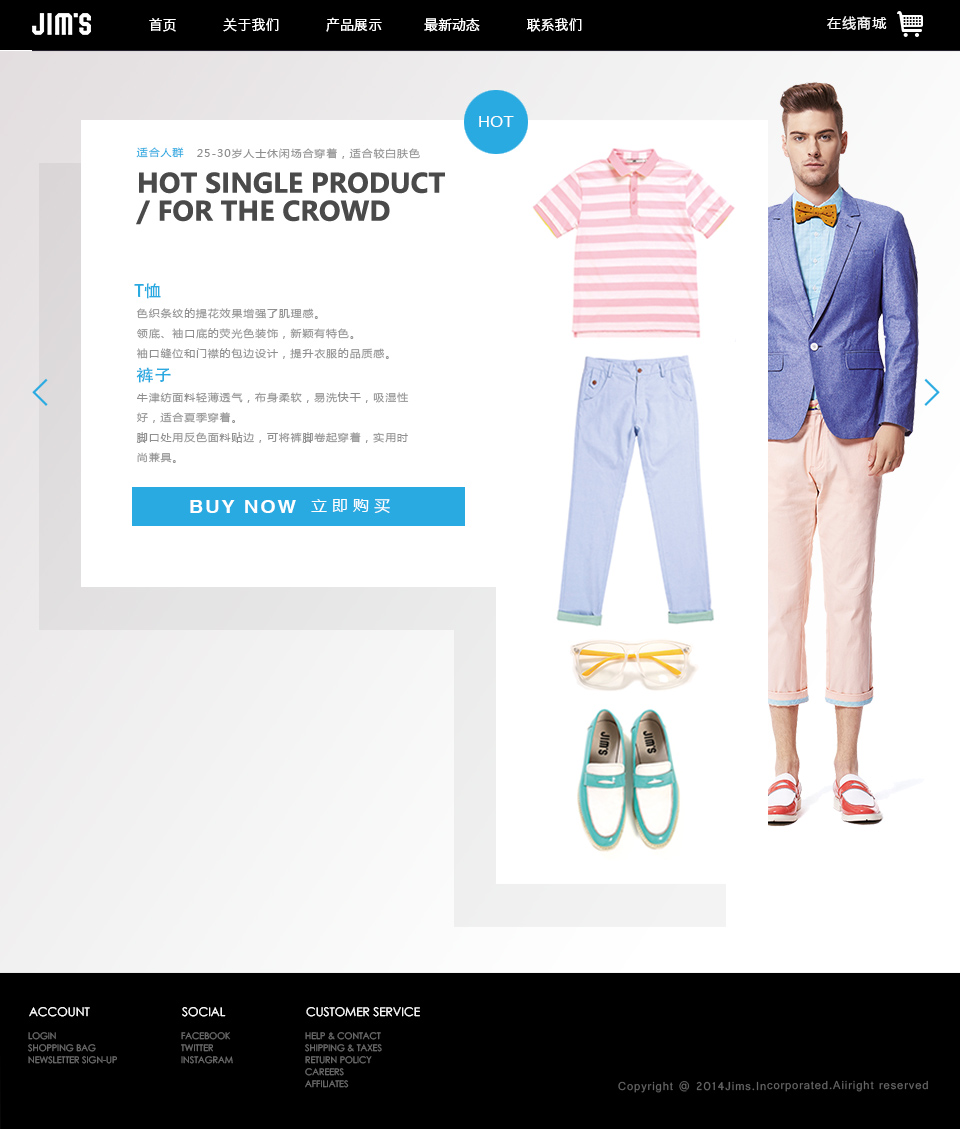 JIM'S
首页 关于我们 产品展示 最新动态 联系我们 在线商城
HOT
适合人群 25-30岁人士休闲场合穿着，适合较白肤色
HOT SINGLE PRODUCT
/ FOR THE CROWD
T恤
色织条纹的提花效果增强了肌理感。
领底、袖口底的荧光色装饰，新颖有特色。
袖口缝位和门襟的包边设计，提升衣服的品质感。
裤子
牛津纺面料轻薄透气，布身柔软，易洗快干，吸湿性
好，适合夏季穿着。
脚口处用反色面料贴边，可将裤脚卷起穿着，实用时
尚兼具。
BUY NOW 立即购买
JIM'S JIM'S
ACCOUNT
LOGIN
SHOPPING BAG
NEWSLETTER SIGN-UP
SOCIAL
FACEBOOK
TWITTER
INSTAGRAM
CUSTOMER SERVICE
HELP & CONTACT
SHIPPING & TAXES
RETURN POLICY
CAREERS
AFFILIATES
Copyright @ 2014Jims.Incorporated.Aiiright reserved